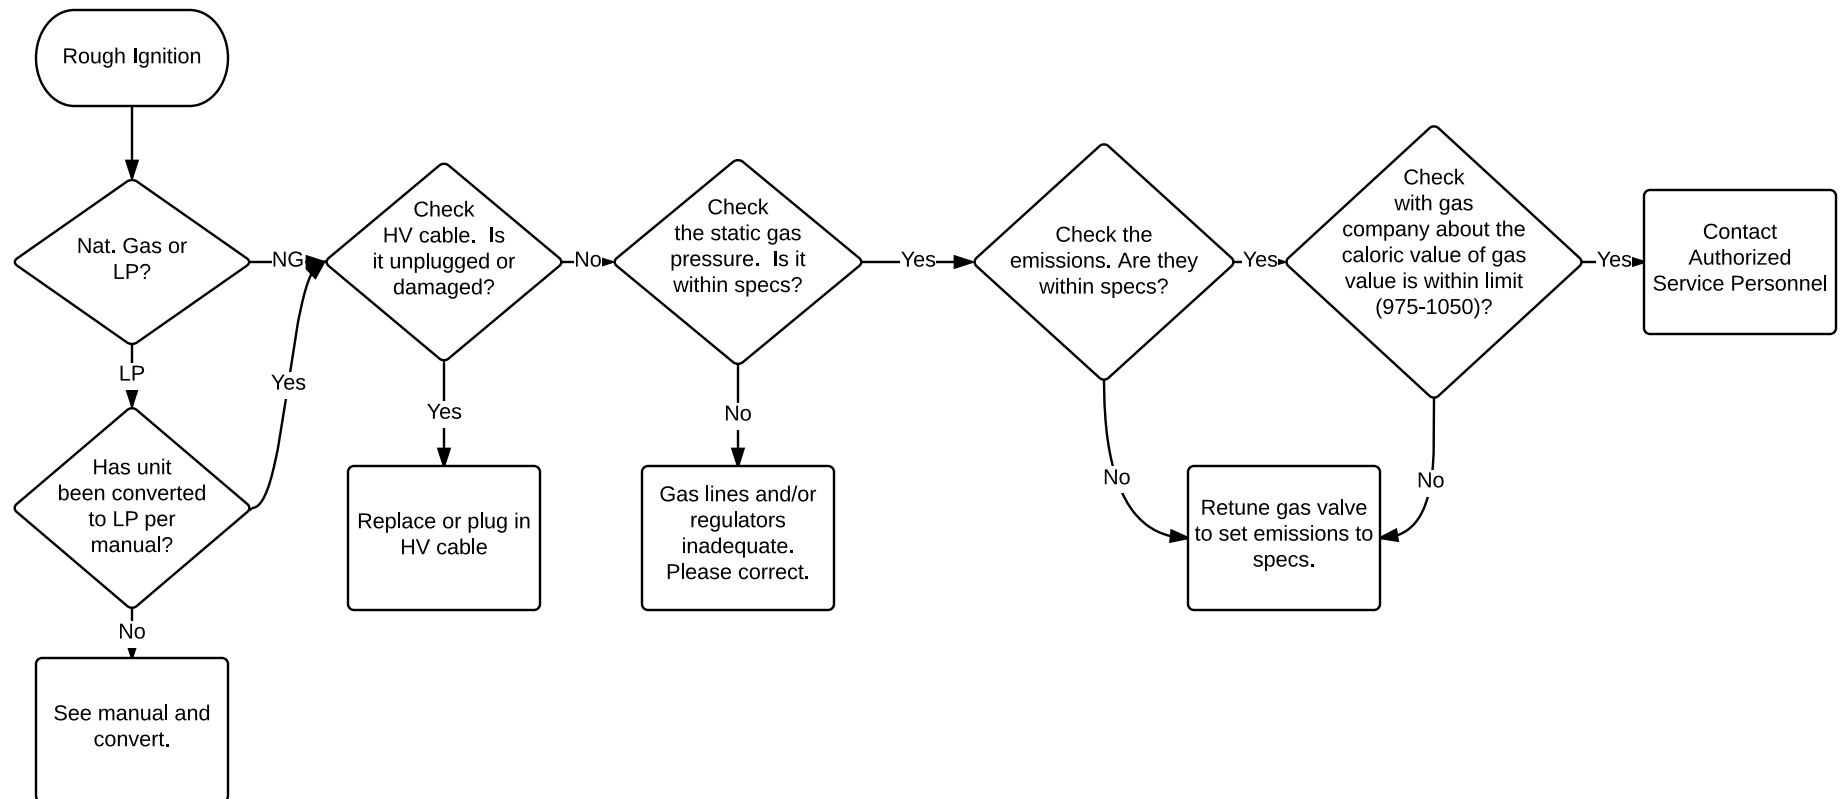 Rough Ignition
Nat. Gas or
LP?
NG
LP
Has unit
been converted
to LP per
manual?
Yes
No
See manual and
convert.
Check
HV cable.  Is
it unplugged or
damaged?
No
Yes
Replace or plug in
HV cable
Check
the static gas
pressure.  Is it
within specs?
Yes
No
Gas lines and/or
regulators
inadequate.
Please correct.
Check the
emissions. Are they
within specs?
Yes
No
Check
with gas
company about the
caloric value of gas
value is within limit
(975-1050)?
Yes
No
Retune gas valve
to set emissions to
specs.
Contact
Authorized
Service Personnel